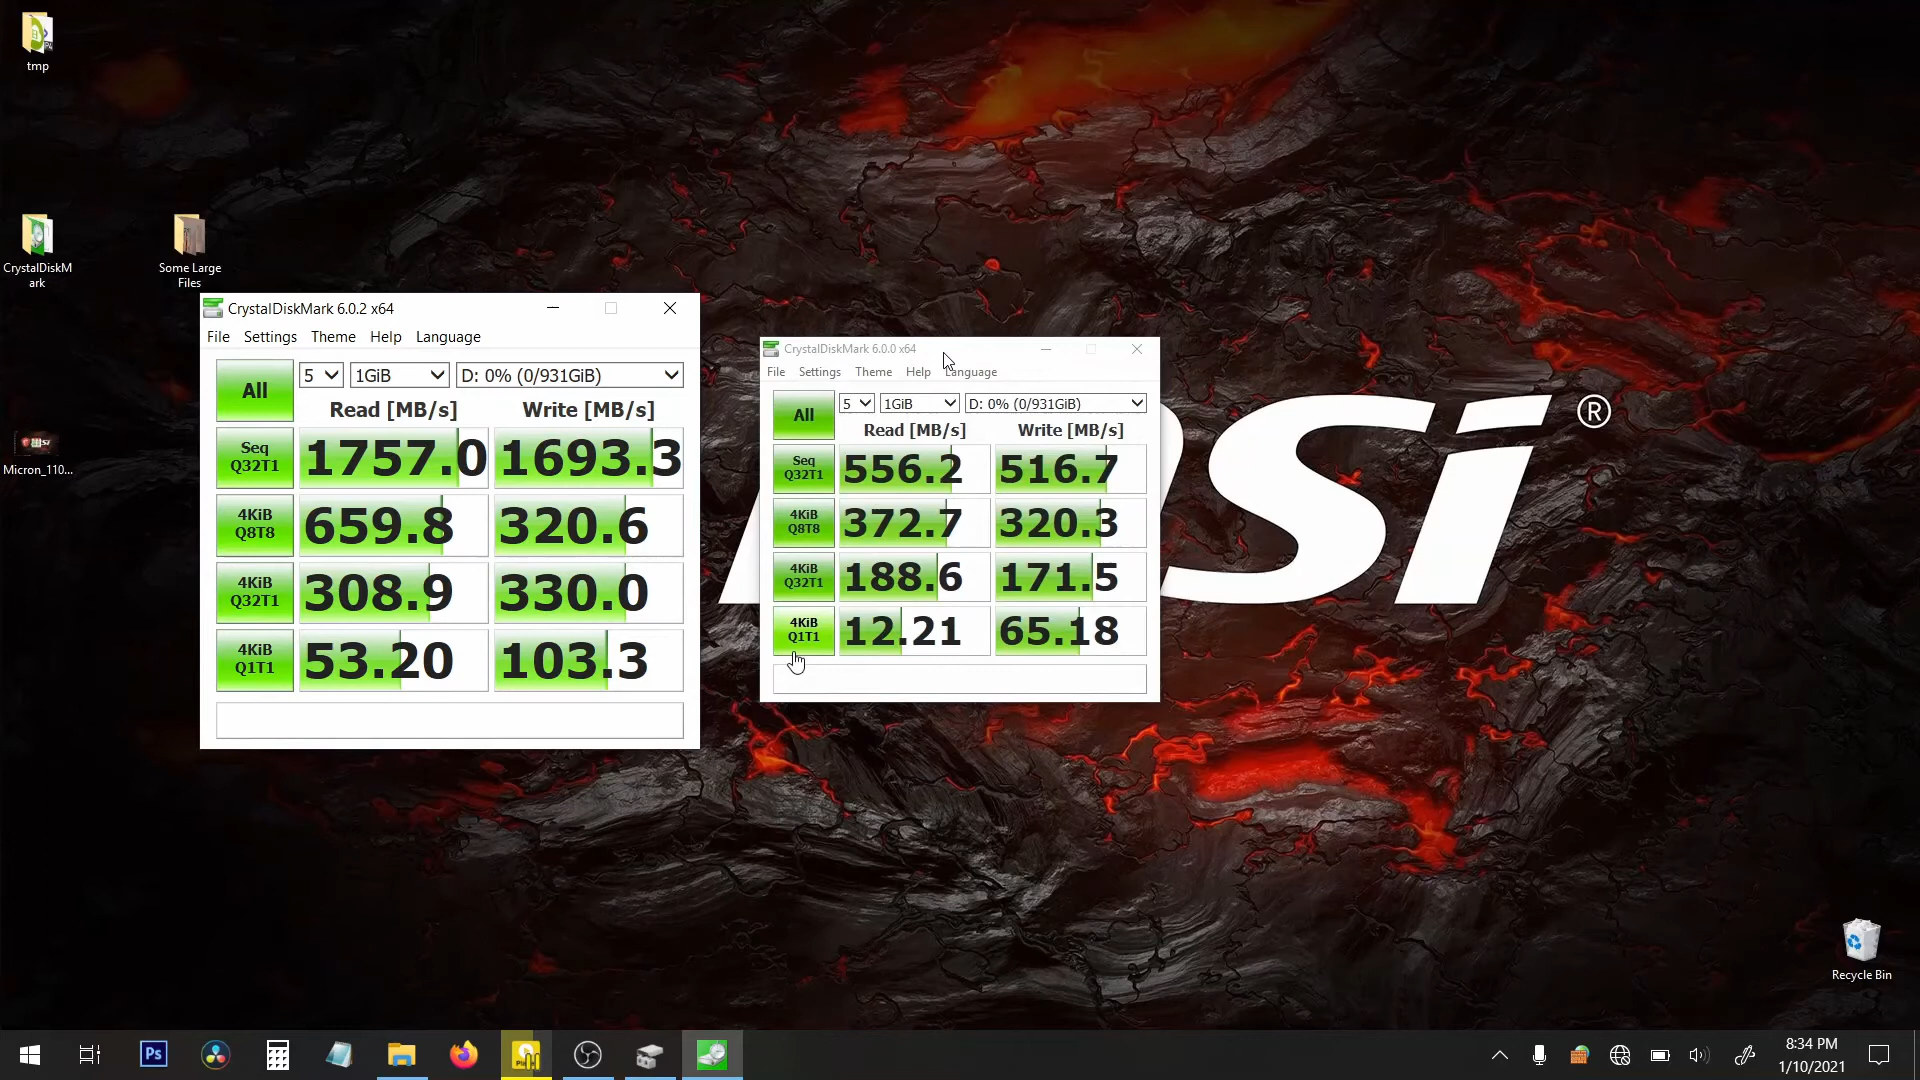 tmp
CrystalDiskM
ark
Some Large
Files
Micron_110...
CrystalDiskMark 6.0.2 x64
File Settings Theme Help Language
All 5 1GiB D: 0% (0/931GiB)
Read [MB/s] Write [MB/s]
Seq
Q32T1 1757.0 1693.3
4KiB
Q8T8 659.8 320.6
4KiB
Q32T1 308.9 330.0
4KiB
Q1T1 53.20 103.3
CrystalDiskMark 6.0.0 x64
File Settings Theme Help Language
All 5 1GiB D: 0% (0/931GiB)
Read [MB/s] Write [MB/s]
Seq
Q32T1 556.2 516.7
4KiB
Q8T8 372.7 320.3
4KiB
Q32T1 188.6 171.5
4KiB
Q1T1 12.21 65.18
si ®
Recycle Bin
Ps
8:34 PM
1/10/2021